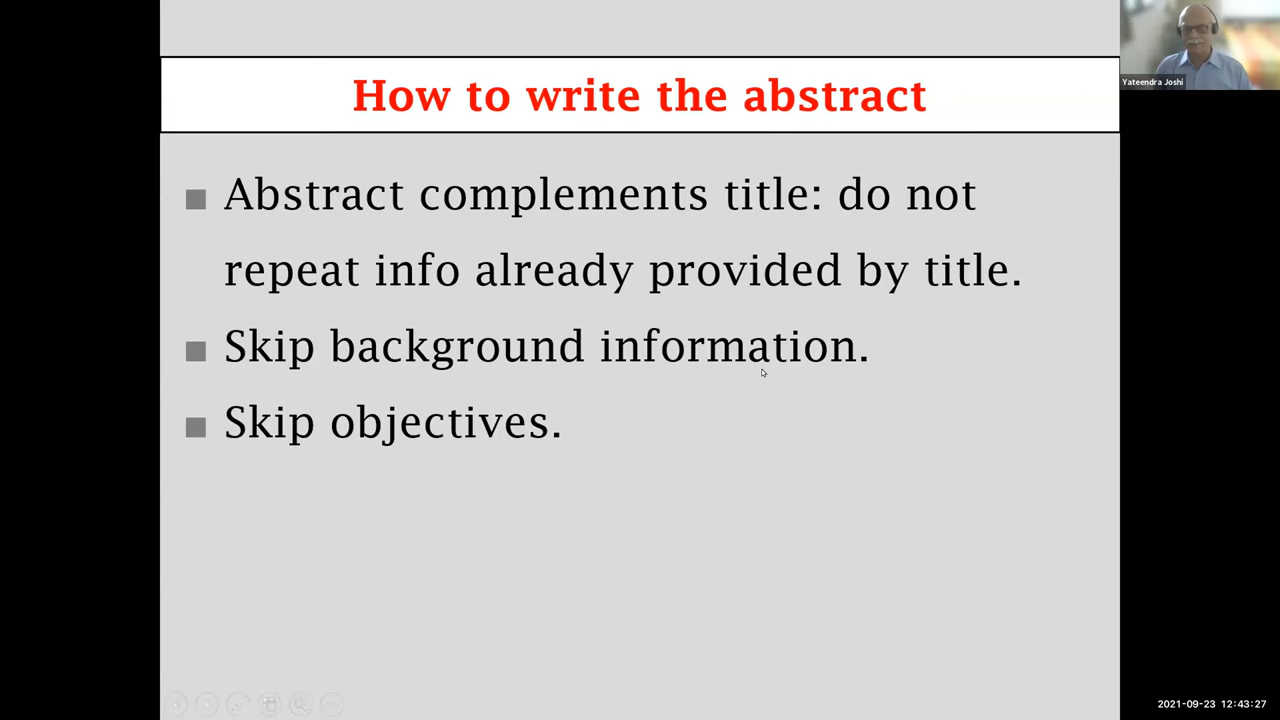 How to write the abstract
Yateendra Joshi
Abstract complements title: do not
repeat info already provided by title.
Skip background information.
Skip objectives.
2021-09-23 12:43:27